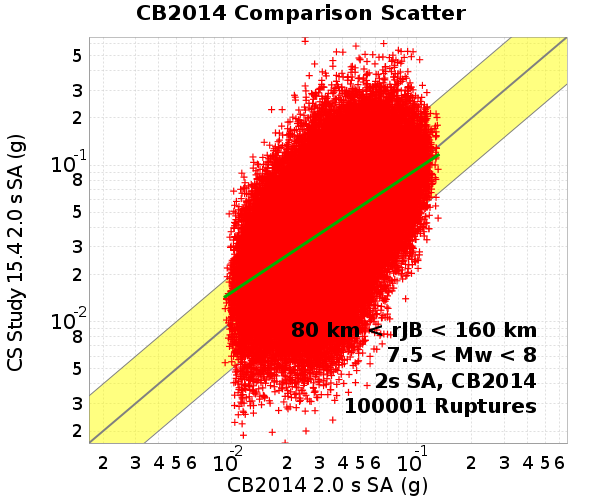 CB2014 Comparison Scatter
CS Study 15.4 2.0 s SA (g)
5
3
2
10-1
8
5
3
2
10-2
8
5
3
2
80 km < rJB < 160 km
7.5 < Mw < 8
2s SA, CB2014
100001 Ruptures
2 3 4 5 6 10-2 2 3 4 5 6 10-1 2 3 4 5 6
CB2014 2.0 s SA (g)